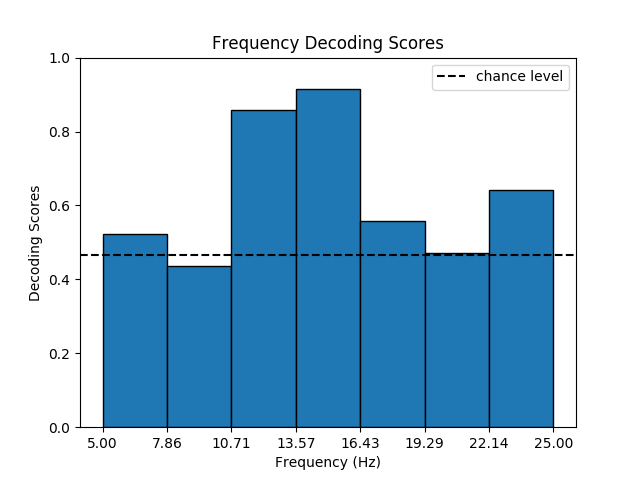 Frequency Decoding Scores
chance level
1.0
0.8
0.6
0.4
0.2
0.0
Decoding Scores
5.00 7.86 10.71 13.57 16.43 19.29 22.14 25.00
Frequency (Hz)